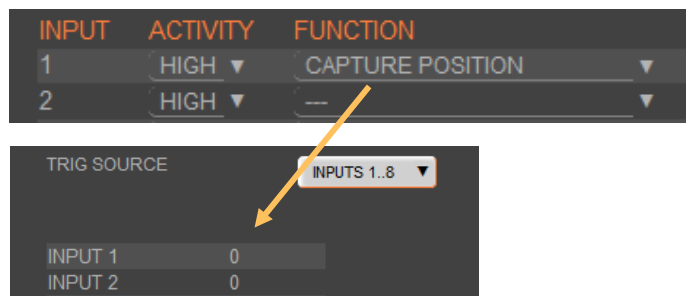 INPUT ACTIVITY FUNCTION
1 HIGH ▼ CAPTURE POSITION ▼
2 HIGH ▼ --- ▼
TRIG SOURCE INPUTS 1..8 ▼
INPUT 1 0
INPUT 2 0